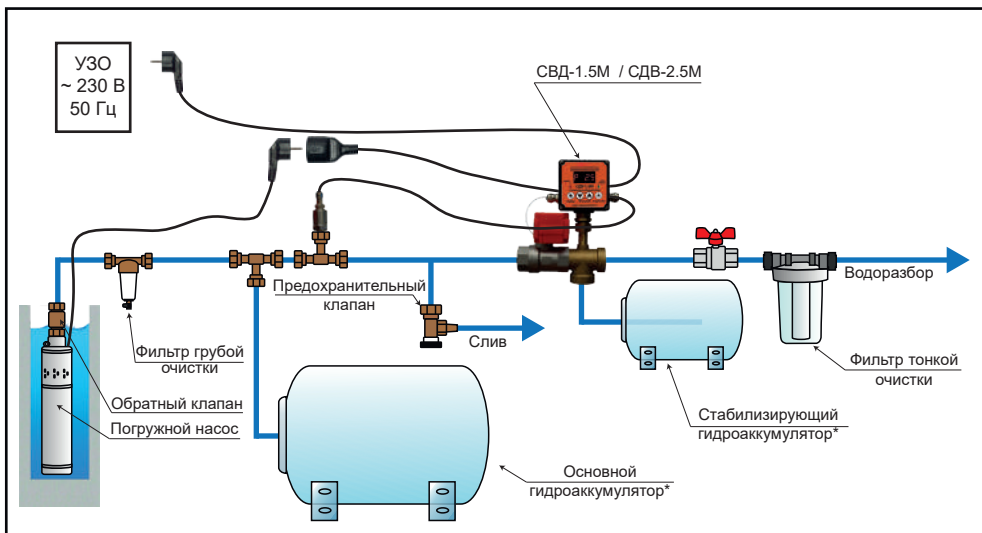 УЗО
~ 230 В
50 Гц
СВД-1.5М / СДВ-2.5М
Предохранительный
клапан
Водоразбор
Слив
Фильтр грубой
очистки
Фильтр тонкой
очистки
Обратный клапан
Погружной насос
Стабилизирующий
гидроаккумулятор*
Основной
гидроаккумулятор*